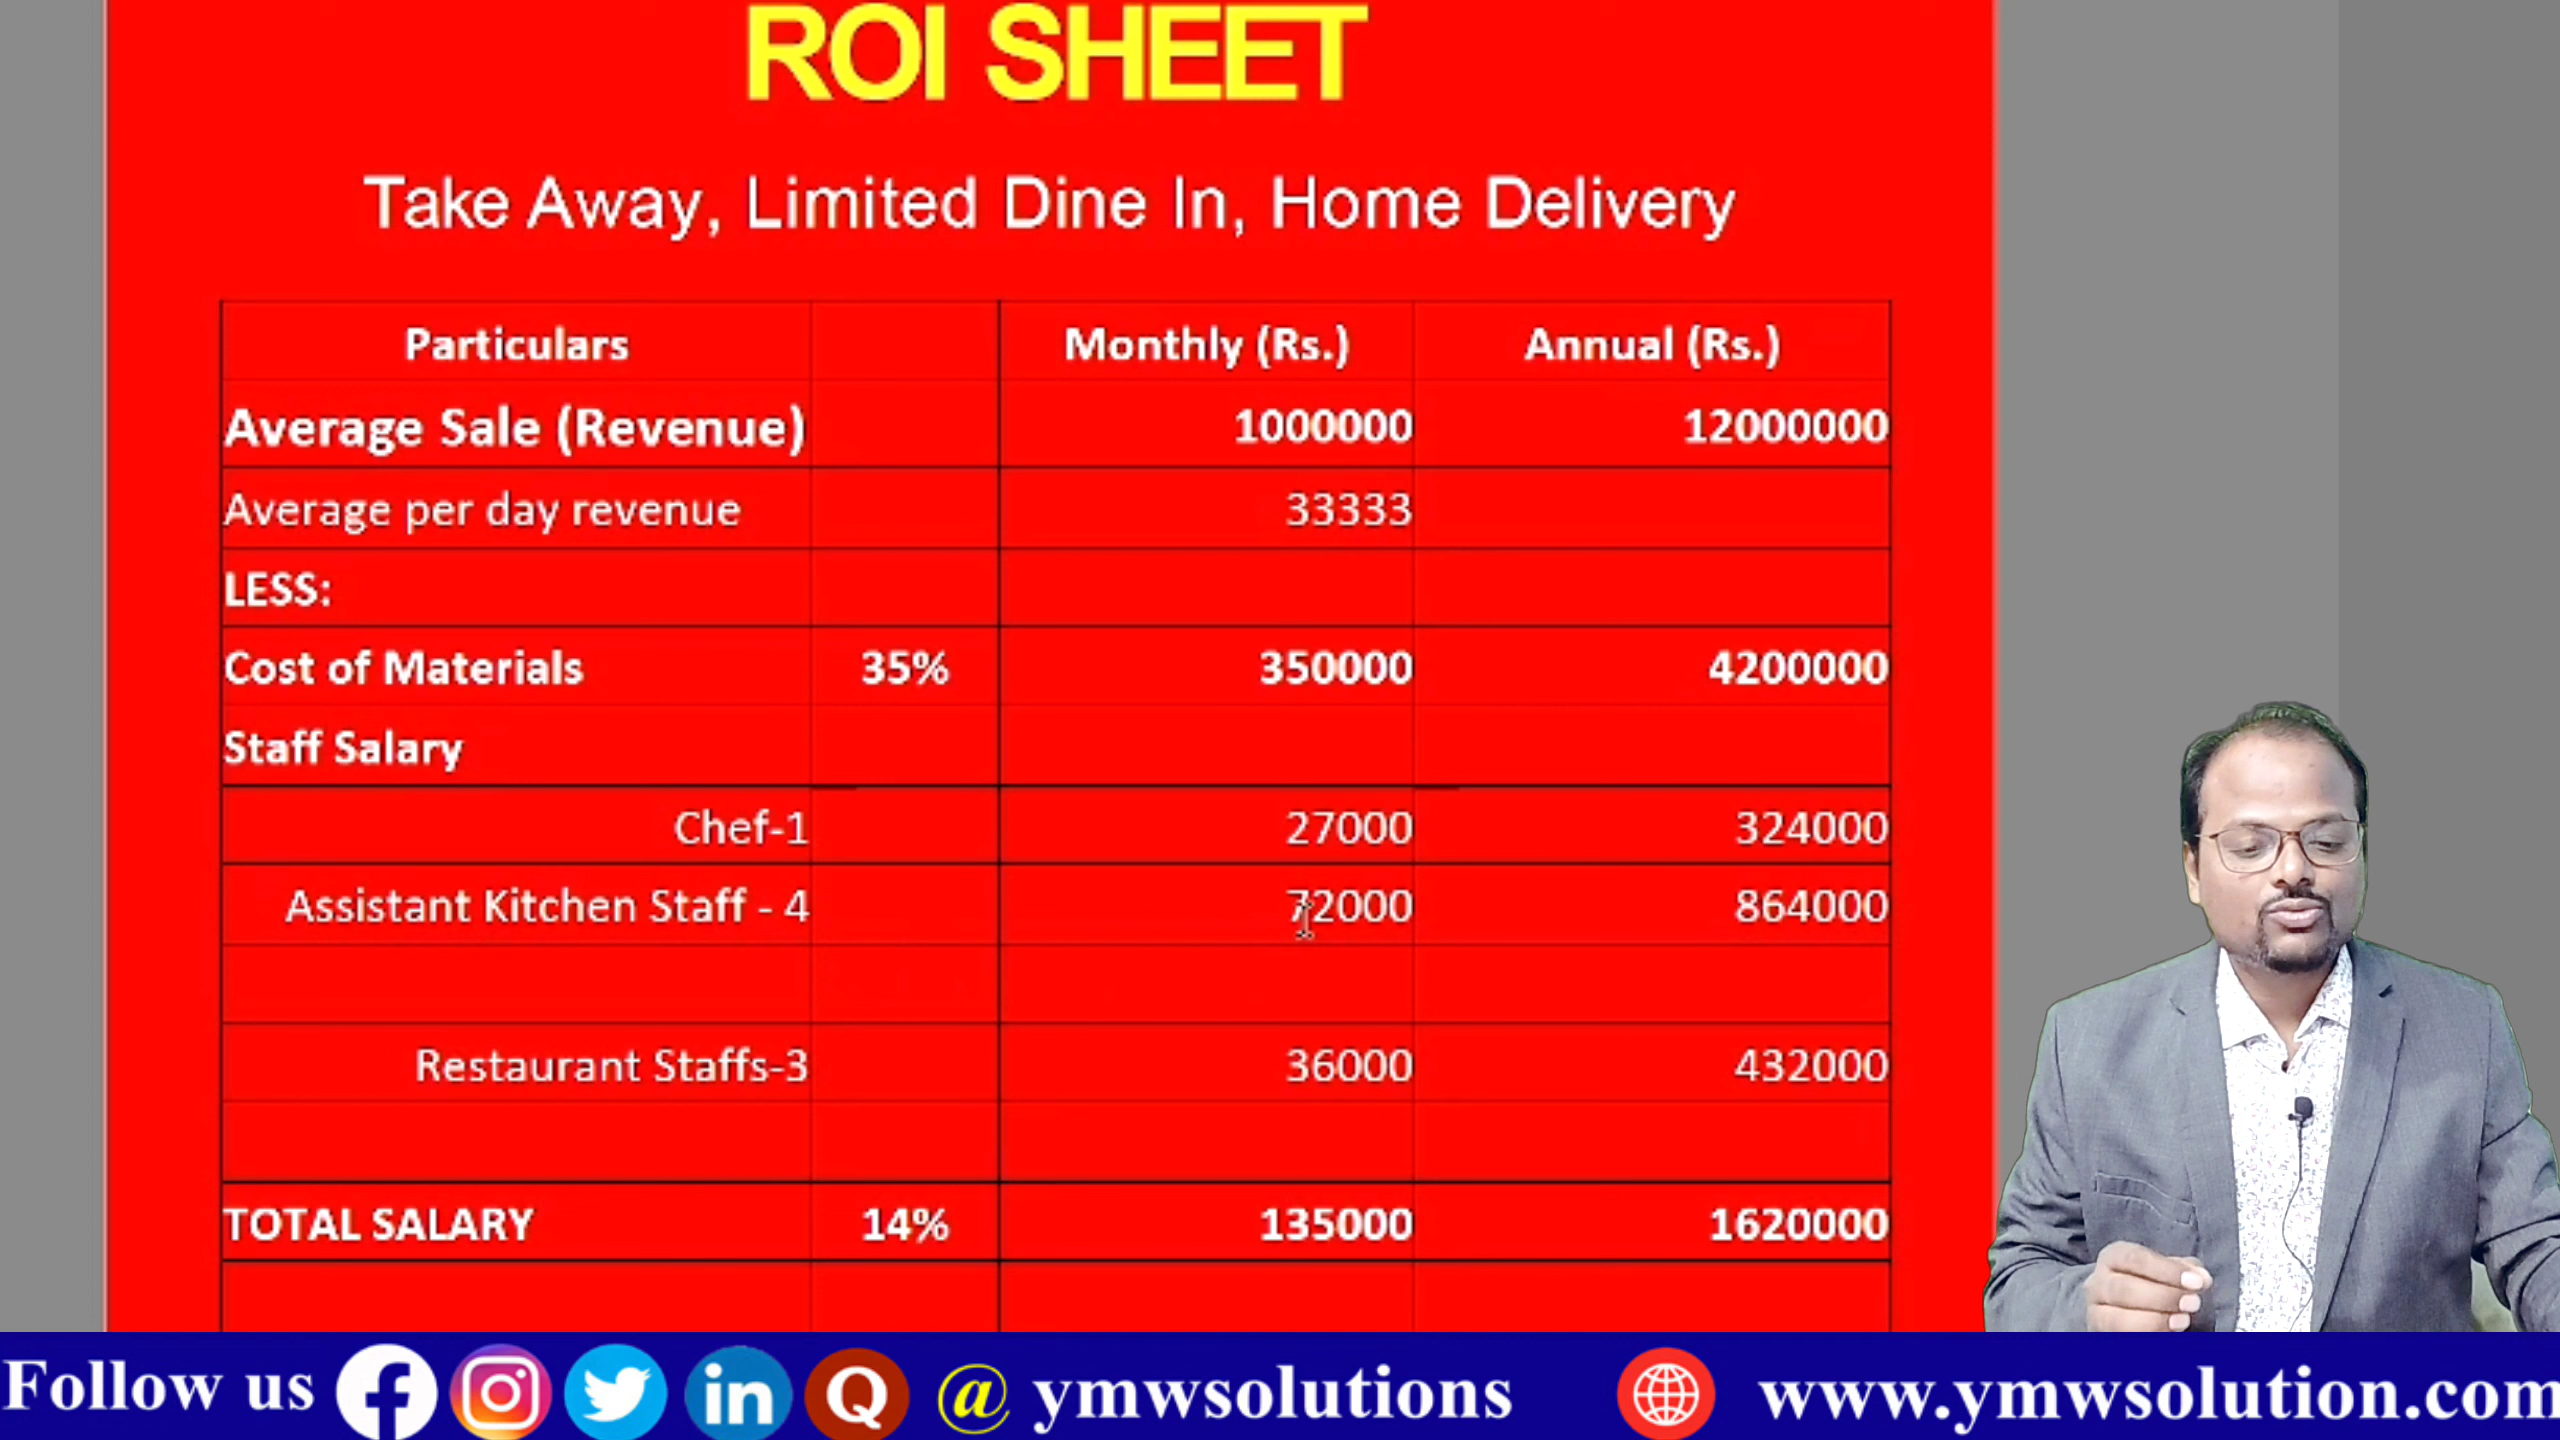 ROI SHEET
Take Away, Limited Dine In, Home Delivery
Particulars Monthly (Rs.) Annual (Rs.)
Average Sale (Revenue) 1000000 12000000
Average per day revenue 33333
LESS:
Cost of Materials 35% 350000 4200000
Staff Salary
Chef-1 27000 324000
Assistant Kitchen Staff - 4 72000 864000
Restaurant Staffs-3 36000 432000
TOTAL SALARY 14% 135000 1620000
Follow us @ ymwsolutions www.ymwsolution.com